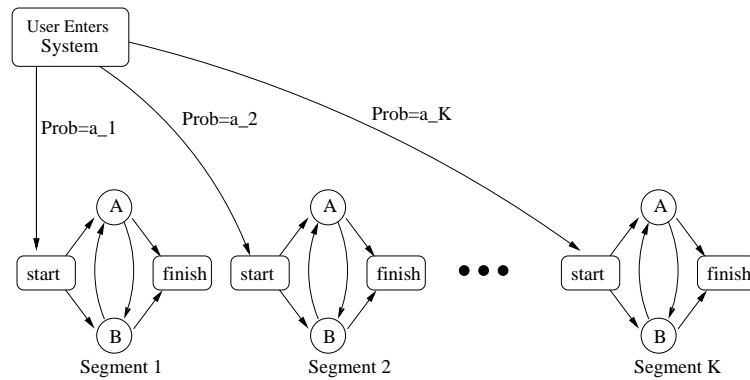 User Enters
System
Prob=a_1
Prob=a_2
Prob=a_K
A
A
A
start
finish
start
finish
start
finish
B
B
B
Segment 1
Segment 2
Segment K